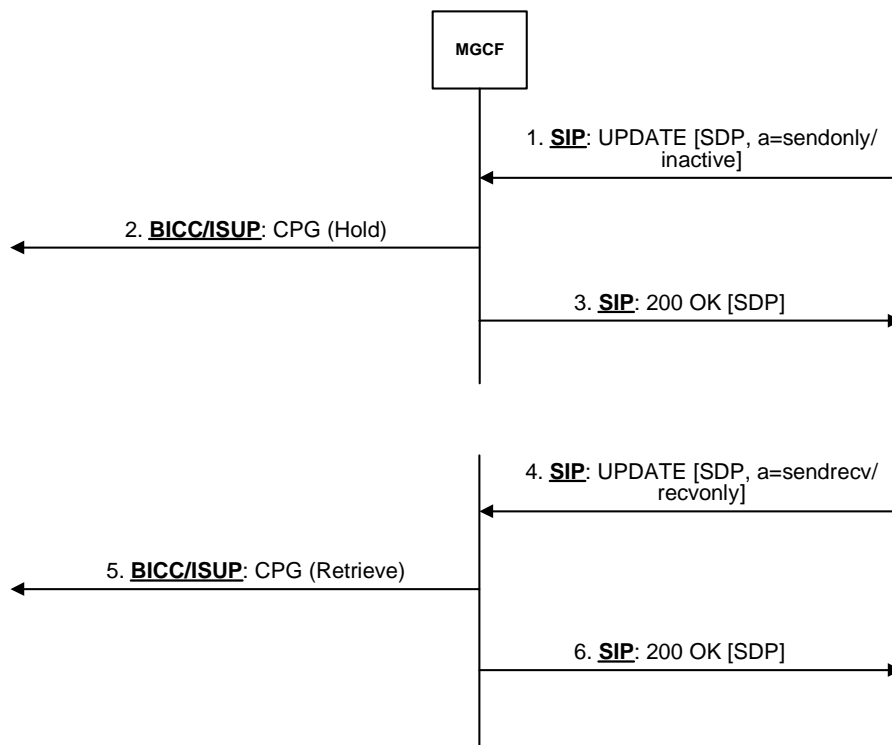 MGCF
1. SIP: UPDATE [SDP, a=sendonly/
inactive]
2. BICC/ISUP: CPG (Hold)
3. SIP: 200 OK [SDP]
4. SIP: UPDATE [SDP, a=sendrecv/
recvonly]
5. BICC/ISUP: CPG (Retrieve)
6. SIP: 200 OK [SDP]